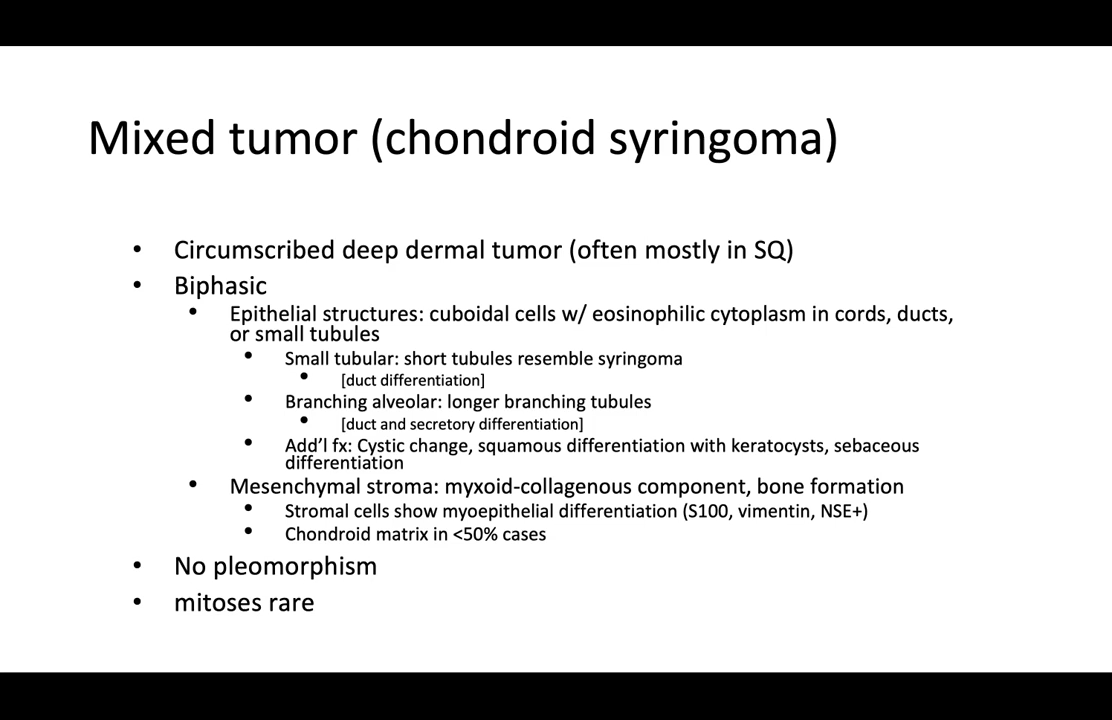 Mixed tumor (chondroid syringoma)
• Circumscribed deep dermal tumor (often mostly in SQ)
• Biphasic
• Epithelial structures: cuboidal cells w/ eosinophilic cytoplasm in cords, ducts,
or small tubules
• Small tubular: short tubules resemble syringoma
• [duct differentiation]
• Branching alveolar: longer branching tubules
• [duct and secretory differentiation]
• Add’l fx: Cystic change, squamous differentiation with keratocysts, sebaceous
differentiation
• Mesenchymal stroma: myxoid-collagenous component, bone formation
• Stromal cells show myoepithelial differentiation (S100, vimentin, NSE+)
• Chondroid matrix in <50% cases
• No pleomorphism
• mitoses rare